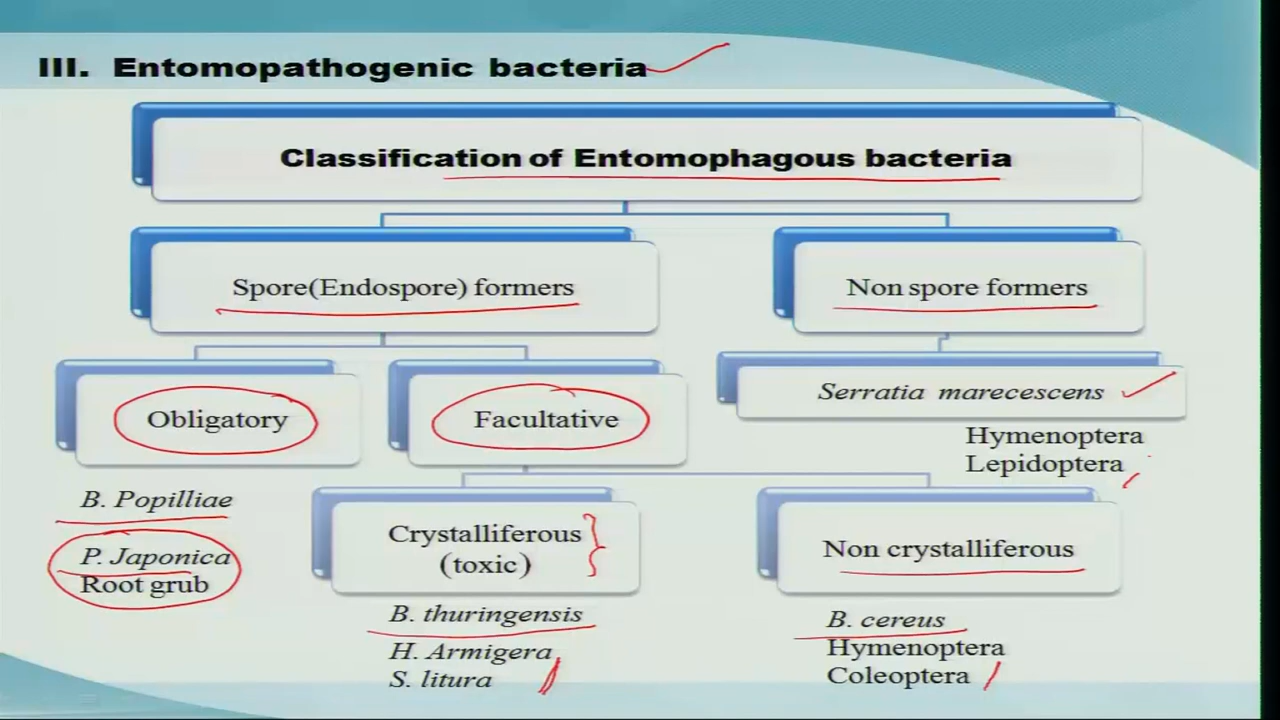 III. Entomopathogenic bacteria
Classification of Entomophagous bacteria
Spore(Endospore) formers
Non spore formers
Obligatory
Facultative
Serratia marecescens
Hymenoptera
Lepidoptera
B. Popilliae
P. Japonica
Root grub
Crystalliferous
(toxic)
Non crystalliferous
B. thuringensis
H. Armigera
S. litura
B. cereus
Hymenoptera
Coleoptera